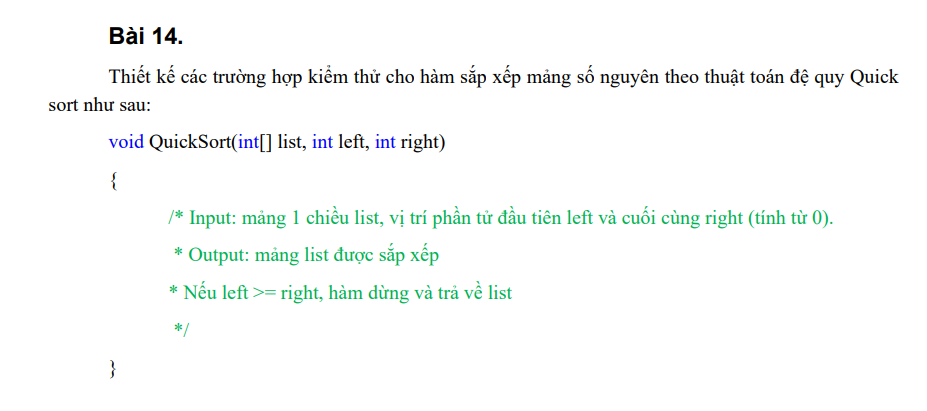 Bài 14.
Thiết kế các trường hợp kiểm thử cho hàm sắp xếp mảng số nguyên theo thuật toán đệ quy Quick
sort như sau:
void QuickSort(int[] list, int left, int right)
{
/* Input: mảng 1 chiều list, vị trí phần tử đầu tiên left và cuối cùng right (tính từ 0).
* Output: mảng list được sắp xếp
* Nếu left >= right, hàm dừng và trả về list
*/
}